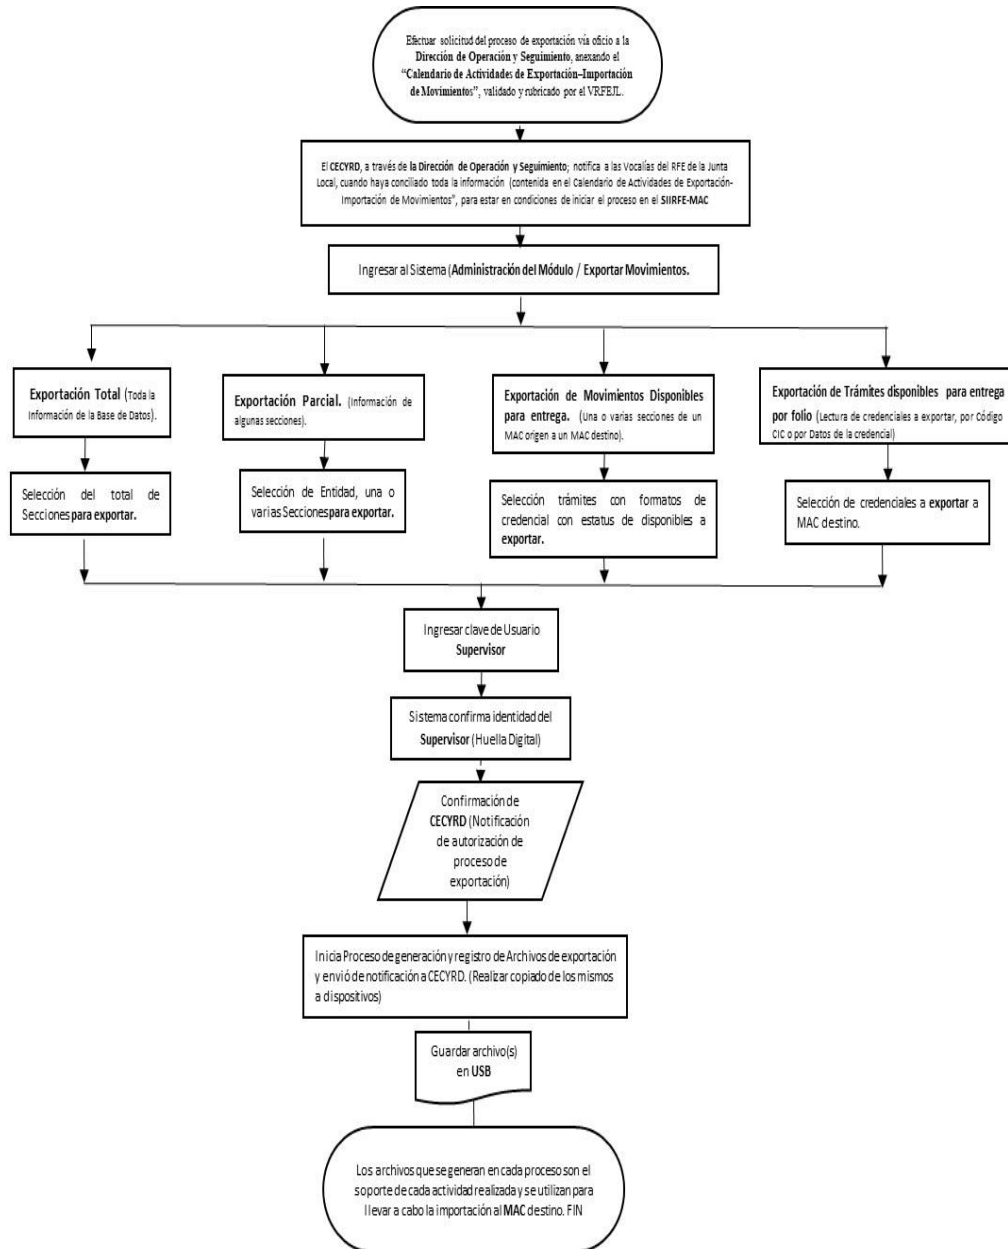 Efectuar solicitud del proceso de exportación vía oficio a la
Dirección de Operación y Seguimiento, anexando el
“Calendario de Actividades de Exportación–Importación
de Movimientos”, validado y rubricado por el VRFEJL.
El CECYRD, a través de la Dirección de Operación y Seguimiento; notifica a las Vocalías del RFE de la Junta
Local, cuando haya conciliado toda la información (contenida en el Calendario de Actividades de Exportación-
Importación de Movimientos”, para estar en condiciones de iniciar el proceso en el SIIRFE-MAC
Ingresar al Sistema (Administración del Módulo / Exportar Movimientos.
Exportación Total (Toda la
Información de la Base de Datos).
Exportación Parcial. (Información de
algunas secciones).
Exportación de Movimientos Disponibles
para entrega. (Una o varias secciones de un
MAC origen a un MAC destino).
Exportación de Trámites disponibles para entrega
por folio (Lectura de credenciales a exportar, por Código
CIC o por Datos de la credencial)
Selección del total de
Secciones para exportar.
Selección de Entidad, una o
varias Secciones para exportar.
Selección trámites con formatos de
credencial con estatus de disponibles a
exportar.
Selección de credenciales a exportar a
MAC destino.
Ingresar clave de Usuario
Supervisor
Sistema confirma identidad del
Supervisor (Huella Digital)
Confirmación de
CECYRD (Notificación
de autorización de
proceso de
exportación)
Inicia Proceso de generación y registro de Archivos de exportación
y envió de notificación a CECYRD. (Realizar copiado de los mismos
a dispositivos)
Guardar archivo(s)
en USB
Los archivos que se generan en cada proceso son el
soporte de cada actividad realizada y se utilizan para
llevar a cabo la importación al MAC destino. FIN